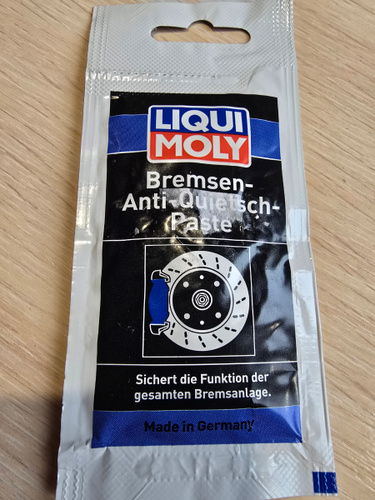 LIQUI
MOLY
Bremsen-
Anti-Quietsch-
Paste
Sichert die Funktion der
gesamten Bremsanlage.
Made in Germany